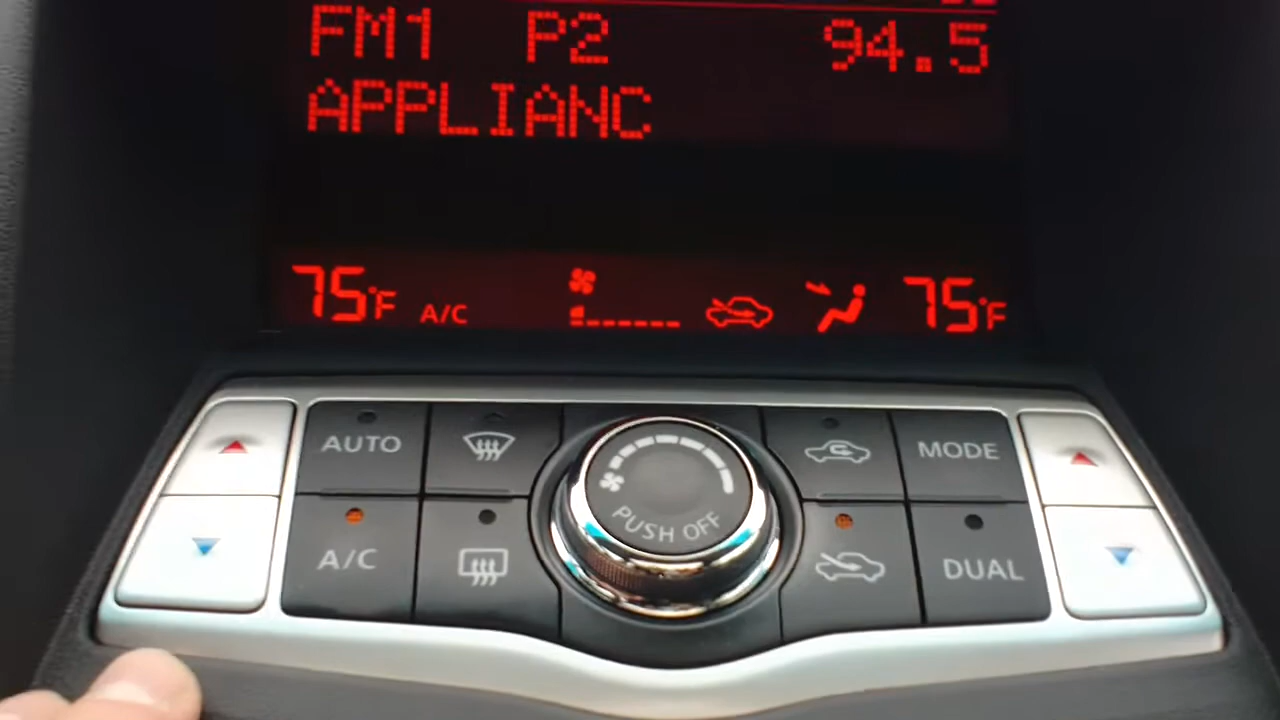 FM1 P2 94.5
APPLIANC
75°F A/C 75°F
AUTO MODE
PUSH OFF
A/C DUAL